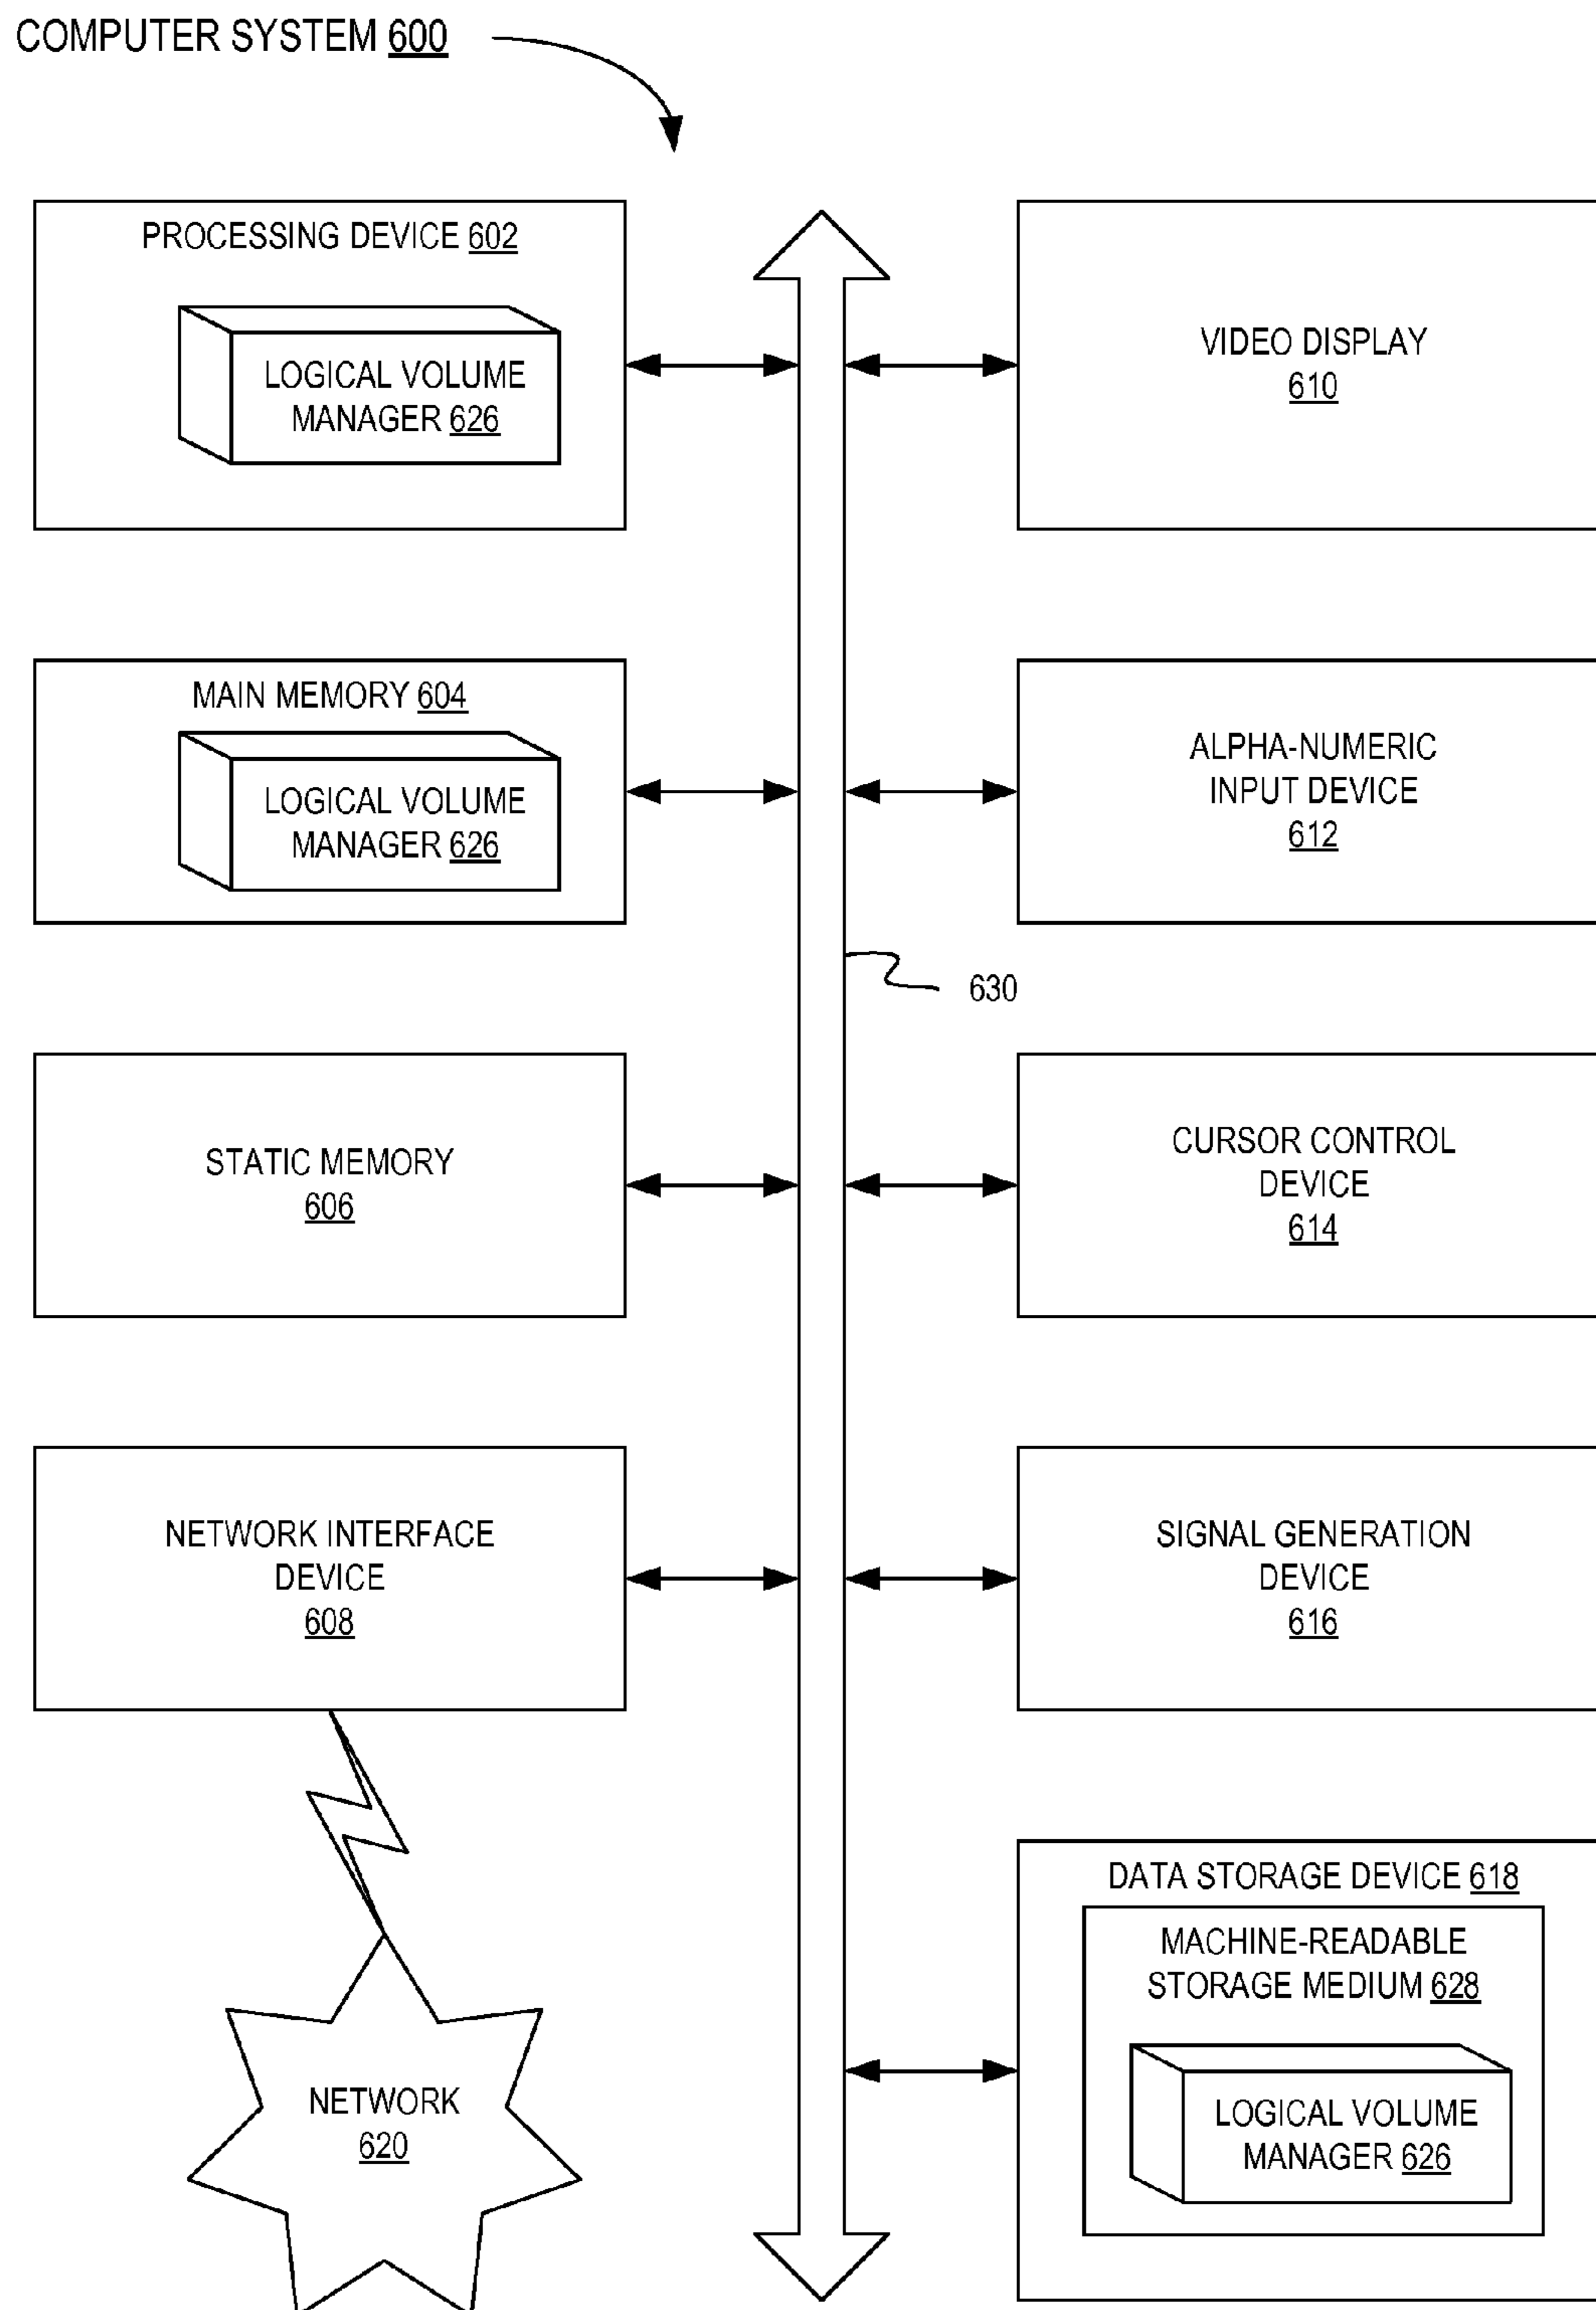 COMPUTER SYSTEM 600
PROCESSING DEVICE 602
LOGICAL VOLUME
MANAGER 626
VIDEO DISPLAY
610
MAIN MEMORY 604
LOGICAL VOLUME
MANAGER 626
ALPHA-NUMERIC
INPUT DEVICE
612
630
STATIC MEMORY
606
CURSOR CONTROL
DEVICE
614
NETWORK INTERFACE
DEVICE
608
SIGNAL GENERATION
DEVICE
616
DATA STORAGE DEVICE 618
MACHINE-READABLE
STORAGE MEDIUM 628
LOGICAL VOLUME
MANAGER 626
NETWORK
620